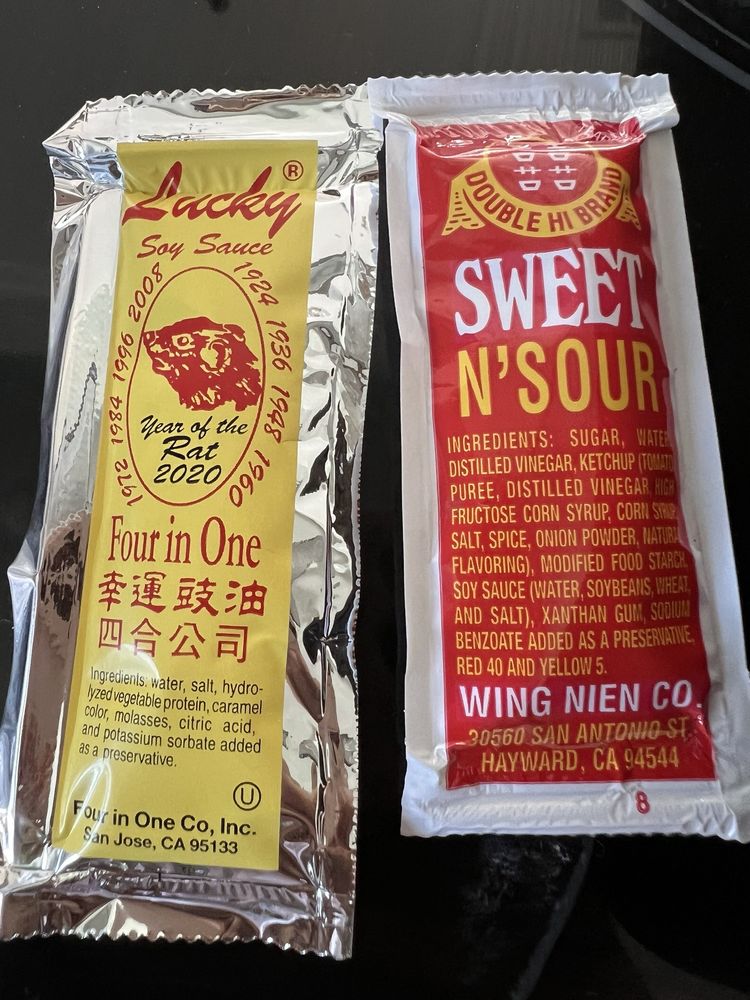 Lucky®
Soy Sauce
1924 1936 1948 1960
1972 1984 1996 2008
Year of the
Rat
2020
Four in One
幸運豉油
四合公司
Ingredients: water, salt, hydro-
lyzed vegetable protein, caramel
color, molasses, citric acid,
and potassium sorbate added
as a preservative.
U
Four in One Co, Inc.
San Jose, CA 95133
DOUBLE HI BRAND
SWEET
N'SOUR
INGREDIENTS: SUGAR, WATER
DISTILLED VINEGAR, KETCHUP (TOMATO
PUREE, DISTILLED VINEGAR, HIGH
FRUCTOSE CORN SYRUP, CORN SYRUP,
SALT, SPICE, ONION POWDER, NATURAL
FLAVORING), MODIFIED FOOD STARCH,
SOY SAUCE (WATER, SOYBEANS, WHEAT,
AND SALT), XANTHAN GUM, SODIUM
BENZOATE ADDED AS A PRESERVATIVE,
RED 40 AND YELLOW 5.
WING NIEN CO.
30560 SAN ANTONIO ST.
HAYWARD, CA 94544
8